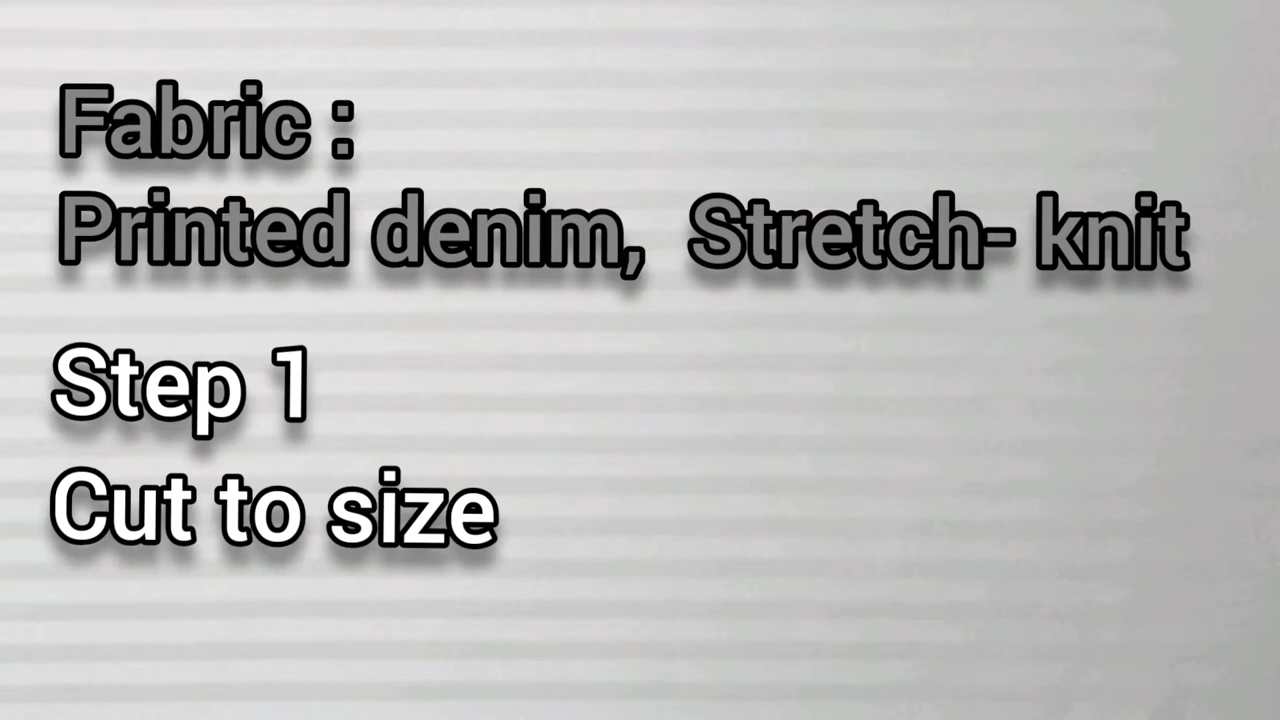 Fabric :
Printed denim, Stretch- knit
Step 1
Cut to size